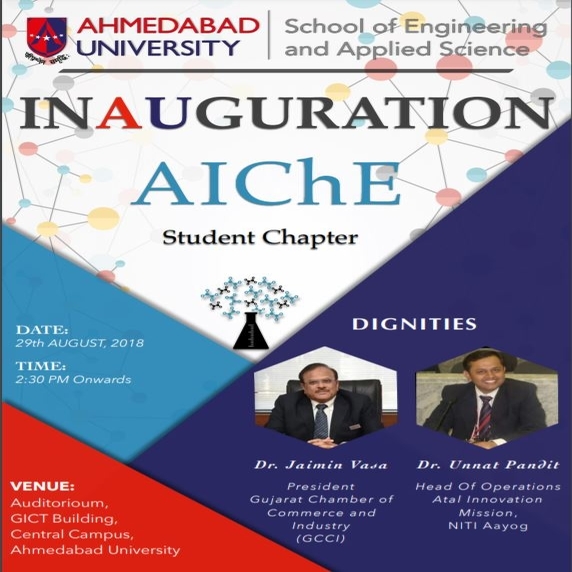 AHMEDABAD
UNIVERSITY
School of Engineering
and Applied Science
INAUGURATION
AIChE
Student Chapter
DATE:
29th AUGUST, 2018
TIME:
2:30 PM Onwards
VENUE:
Auditorioum,
GICT Building,
Central Campus,
Ahmedabad University
DIGNITIES
Dr. Jaimin Vasa
President
Gujarat Chamber of
Commerce and
Industry
(GCCI)
Dr. Unnat Pandit
Head Of Operations
Atal Innovation
Mission,
NITI Aayog